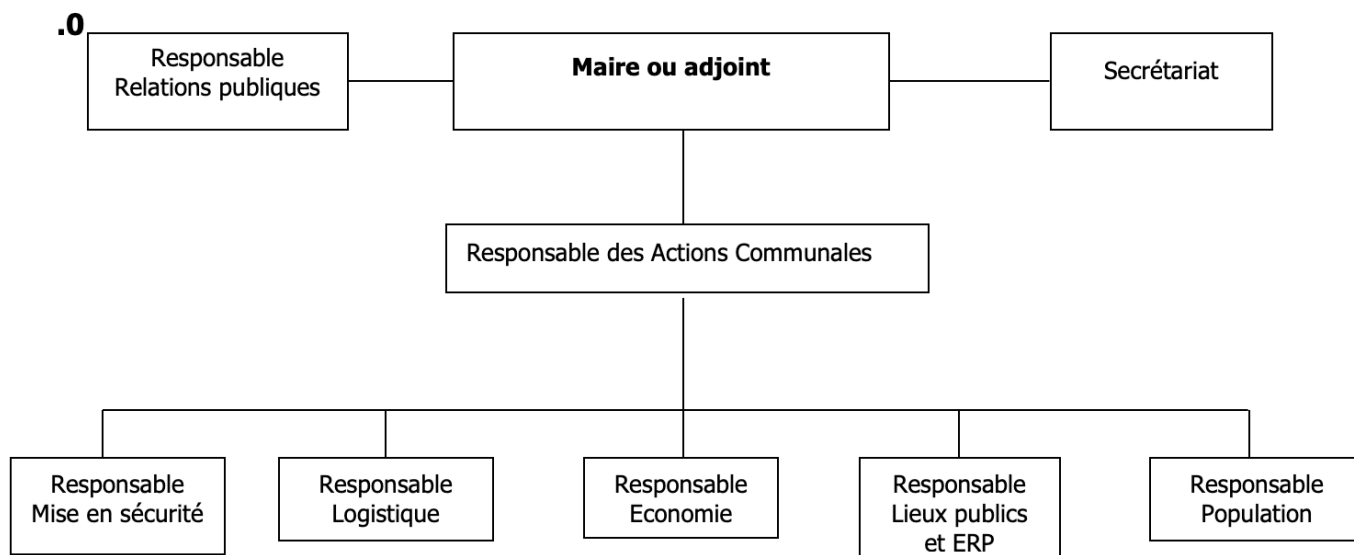 .0
Responsable
Relations publiques
Maire ou adjoint
Secrétariat
Responsable des Actions Communales
Responsable
Mise en sécurité
Responsable
Logistique
Responsable
Economie
Responsable
Lieux publics
et ERP
Responsable
Population